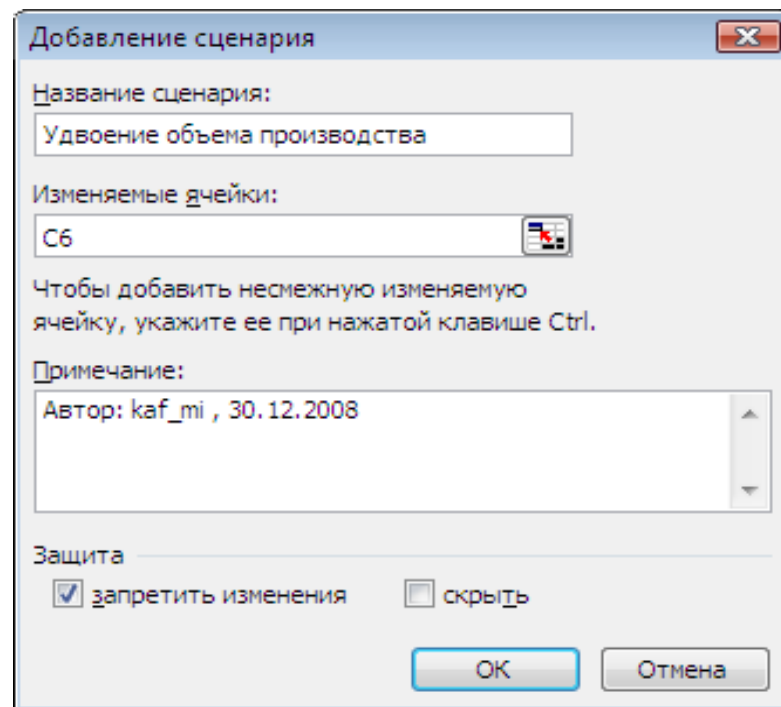 Добавление сценария
Название сценария:
Удвоение объема производства
Изменяемые ячейки:
C6
Чтобы добавить несмежную изменяемую
ячейку, укажите ее при нажатой клавише Ctrl.
Примечание:
Автор: kaf_mi , 30.12.2008
Защита
запретить изменения скрыть
ОК Отмена